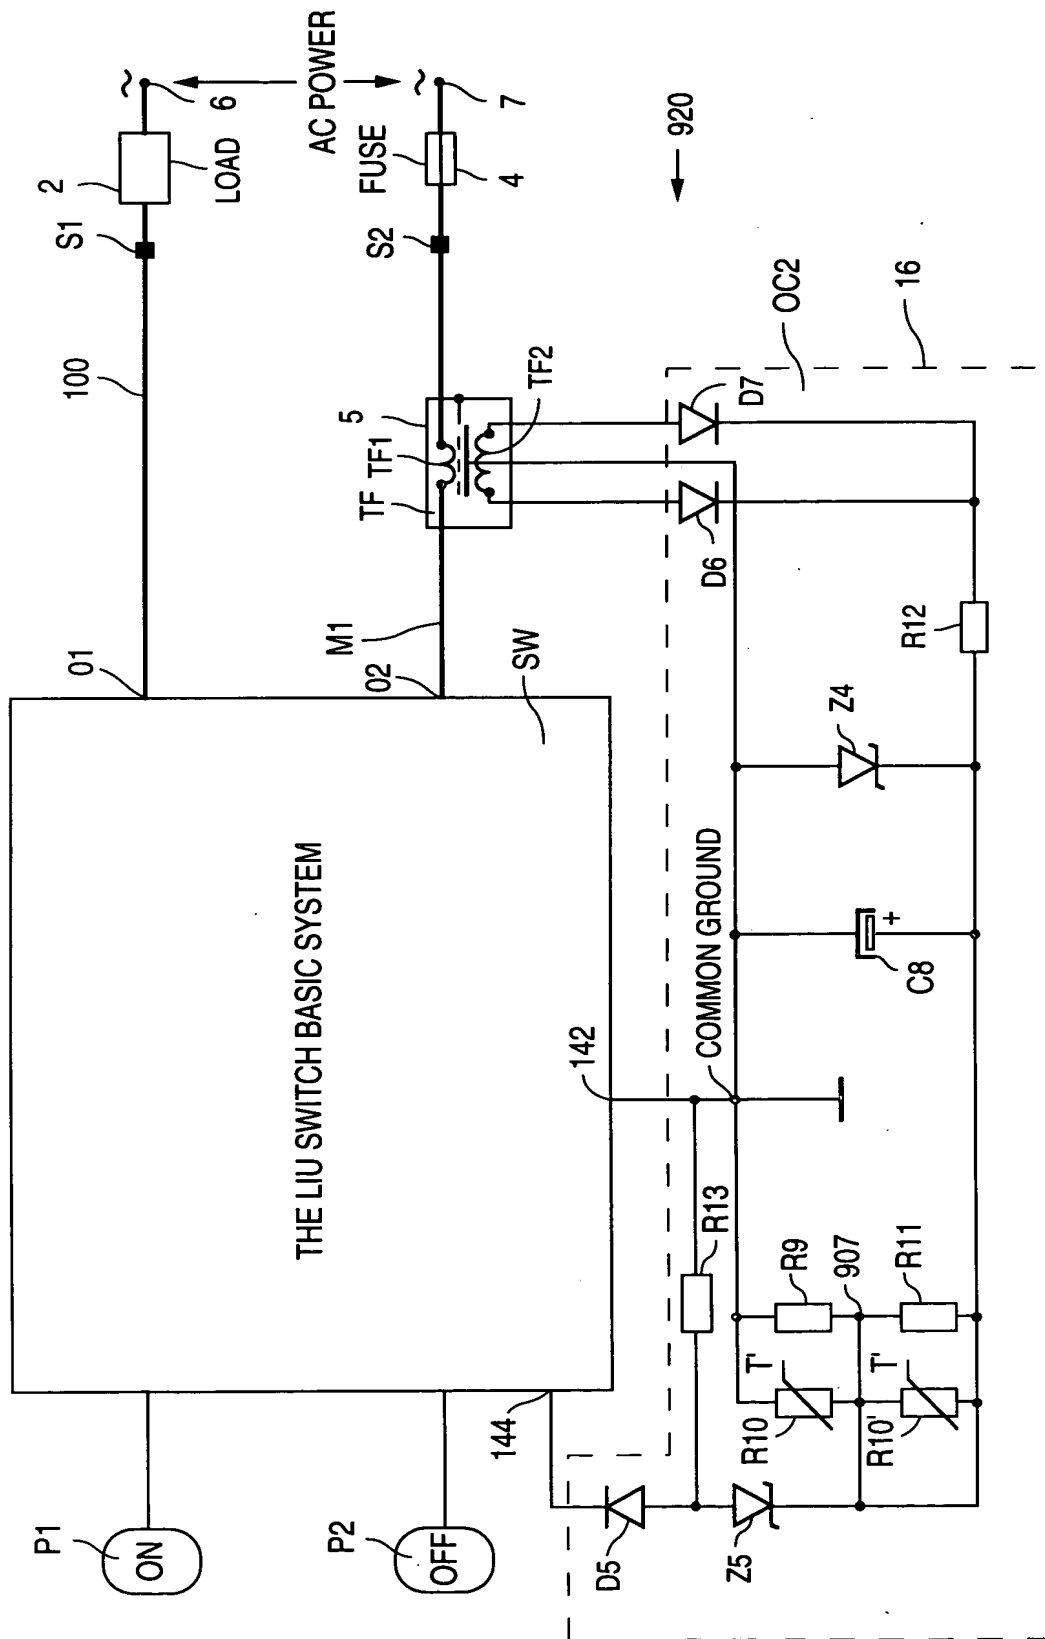 6
~
2
LOAD
S1
100
01
AC POWER
~
7
FUSE
4
S2
5
TF TF1
TF2
M1
02
SW
THE LIU SWITCH BASIC SYSTEM
P1
ON
P2
OFF
144
142
920
16
OC2
D7
D6
R12
Z4
COMMON GROUND
+
C8
R13
R9
907
R11
T'
R10
T'
R10'
D5
Z5